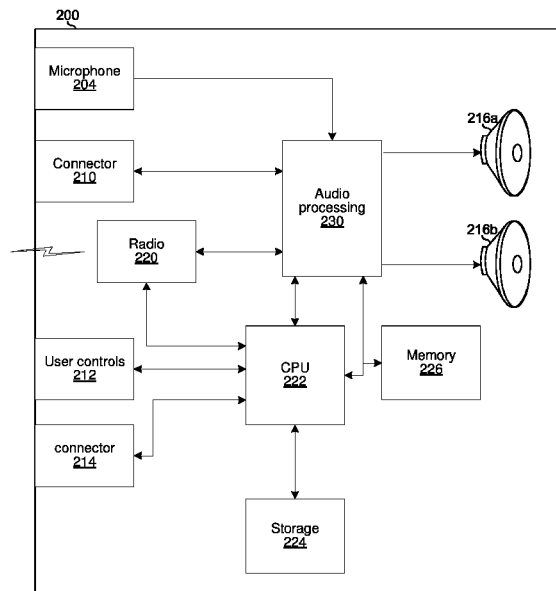 200
Microphone
204
216a
Connector
210
Audio
processing
230
216b
Radio
220
CPU
222
User controls
212
Memory
226
connector
214
Storage
224